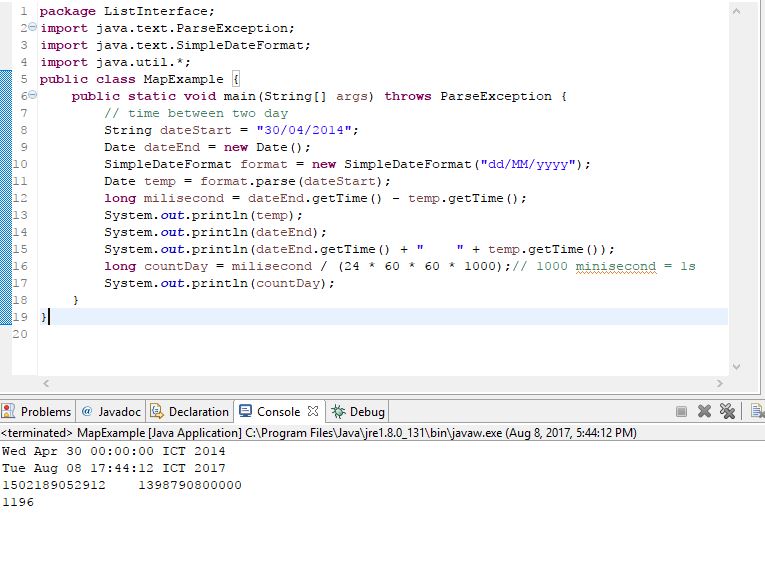 1 package ListInterface;
2 import java.text.ParseException;
3 import java.text.SimpleDateFormat;
4 import java.util.*;
5 public class MapExample {
6     public static void main(String[] args) throws ParseException {
7         // time between two day
8         String dateStart = "30/04/2014";
9         Date dateEnd = new Date();
10         SimpleDateFormat format = new SimpleDateFormat("dd/MM/yyyy");
11         Date temp = format.parse(dateStart);
12         long milisecond = dateEnd.getTime() - temp.getTime();
13         System.out.println(temp);
14         System.out.println(dateEnd);
15         System.out.println(dateEnd.getTime() + "    " + temp.getTime());
16         long countDay = milisecond / (24 * 60 * 60 * 1000);// 1000 minisecond = 1s
17         System.out.println(countDay);
18     }
19 }
20
Problems @ Javadoc Declaration Console Debug
<terminated> MapExample [Java Application] C:\Program Files\Java\jre1.8.0_131\bin\javaw.exe (Aug 8, 2017, 5:44:12 PM)
Wed Apr 30 00:00:00 ICT 2014
Tue Aug 08 17:44:12 ICT 2017
1502189052912    1398790800000
1196